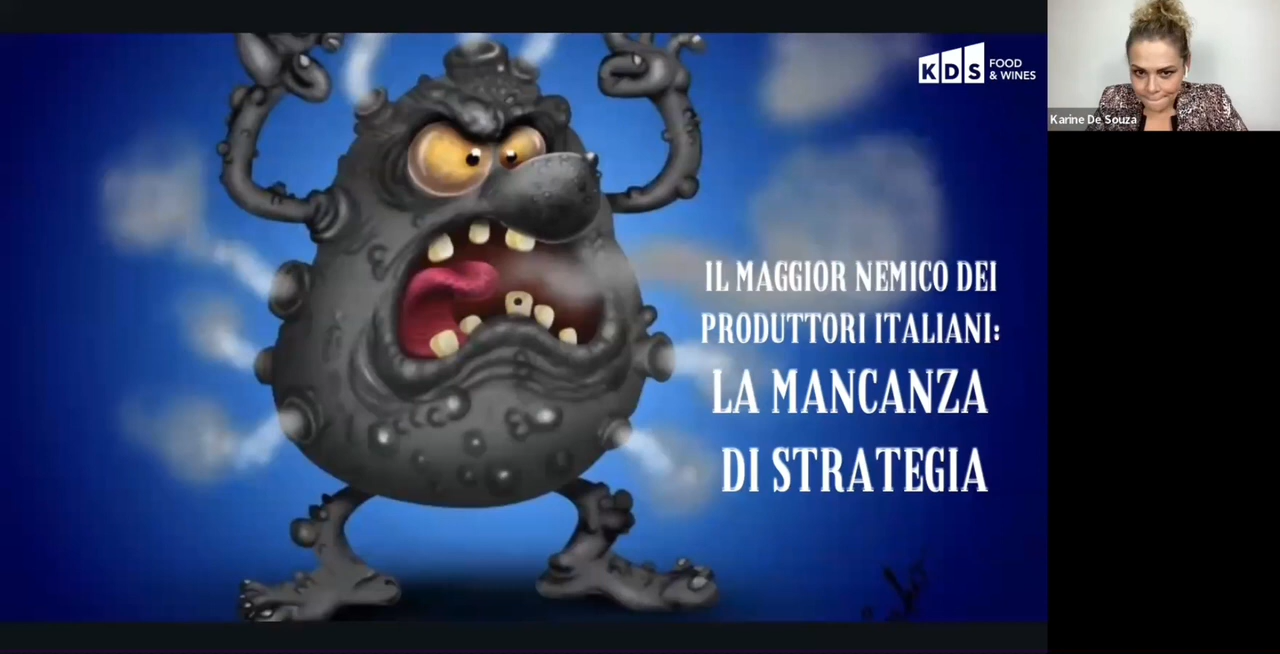 KDS FOOD
& WINES
Karine De Souza
IL MAGGIOR NEMICO DEI
PRODUTTORI ITALIANI:
LA MANCANZA
DI STRATEGIA